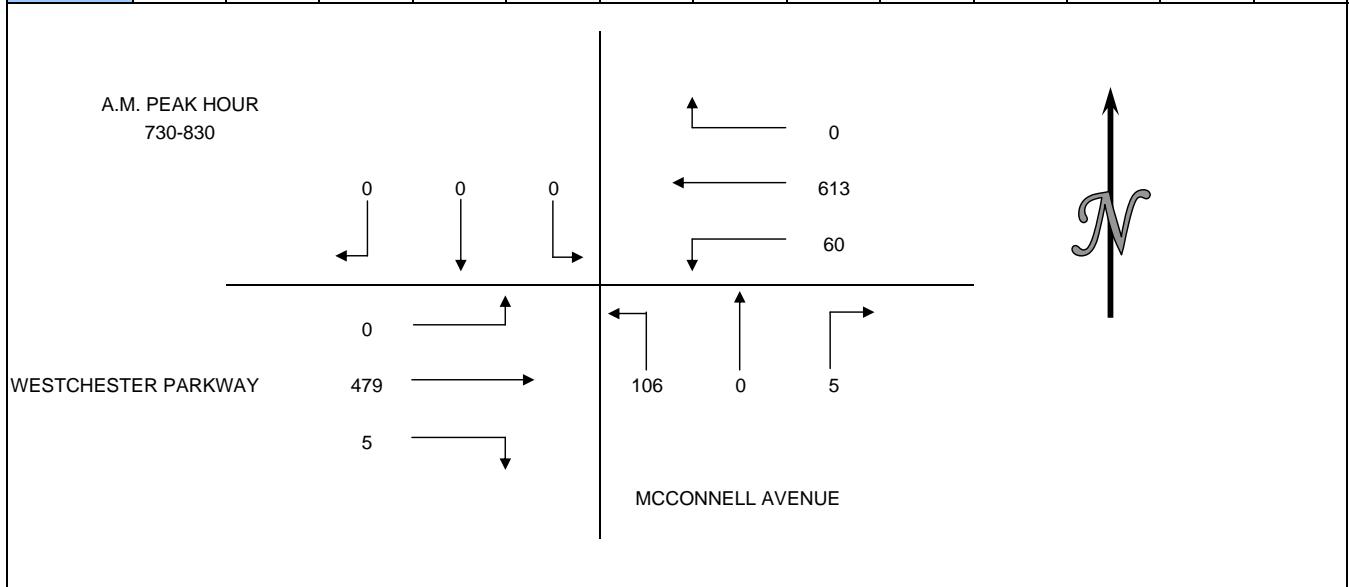 A.M. PEAK HOUR
730-830
0
613
60
0 0 0
N
0
WESTCHESTER PARKWAY 479
5
106 0 5
MCCONNELL AVENUE